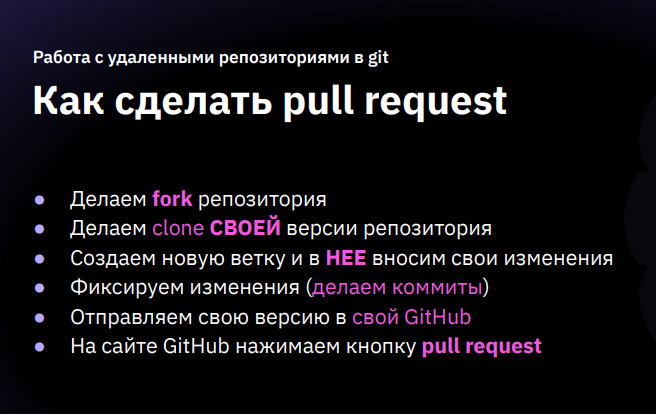 Работа с удаленными репозиториями в git
Как сделать pull request
● Делаем fork репозитория
● Делаем clone СВОЕЙ версии репозитория
● Создаем новую ветку и в НЕЕ вносим свои изменения
● Фиксируем изменения (делаем коммиты)
● Отправляем свою версию в свой GitHub
● На сайте GitHub нажимаем кнопку pull request